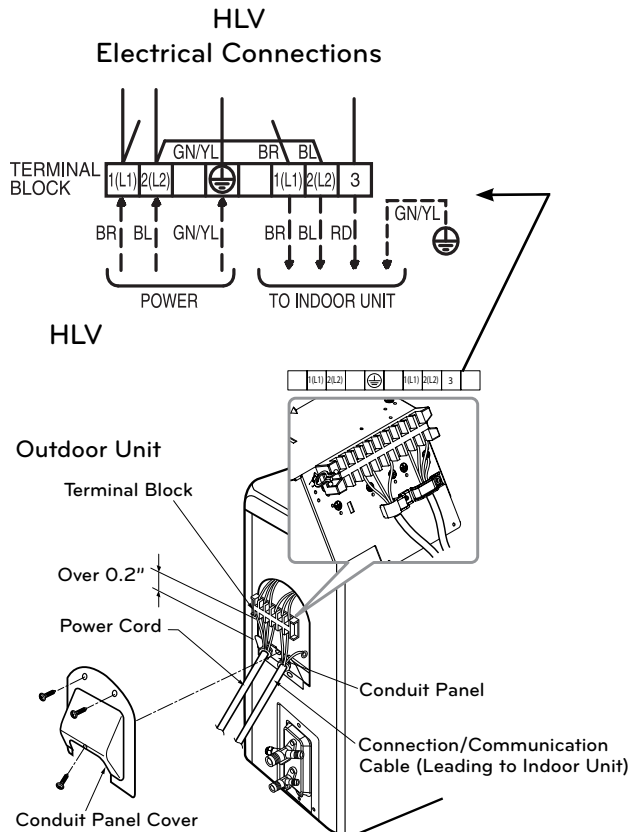 HLV
Electrical Connections
GN/YL BR BL
TERMINAL
BLOCK
1(L1) 2(L2) 1(L1) 2(L2) 3
BR BL GN/YL BR BL RD GN/YL
POWER TO INDOOR UNIT
HLV
1(L1) 2(L2) 1(L1) 2(L2) 3
Outdoor Unit
Terminal Block
Over 0.2"
Power Cord
Conduit Panel
Connection/Communication
Cable (Leading to Indoor Unit)
Conduit Panel Cover